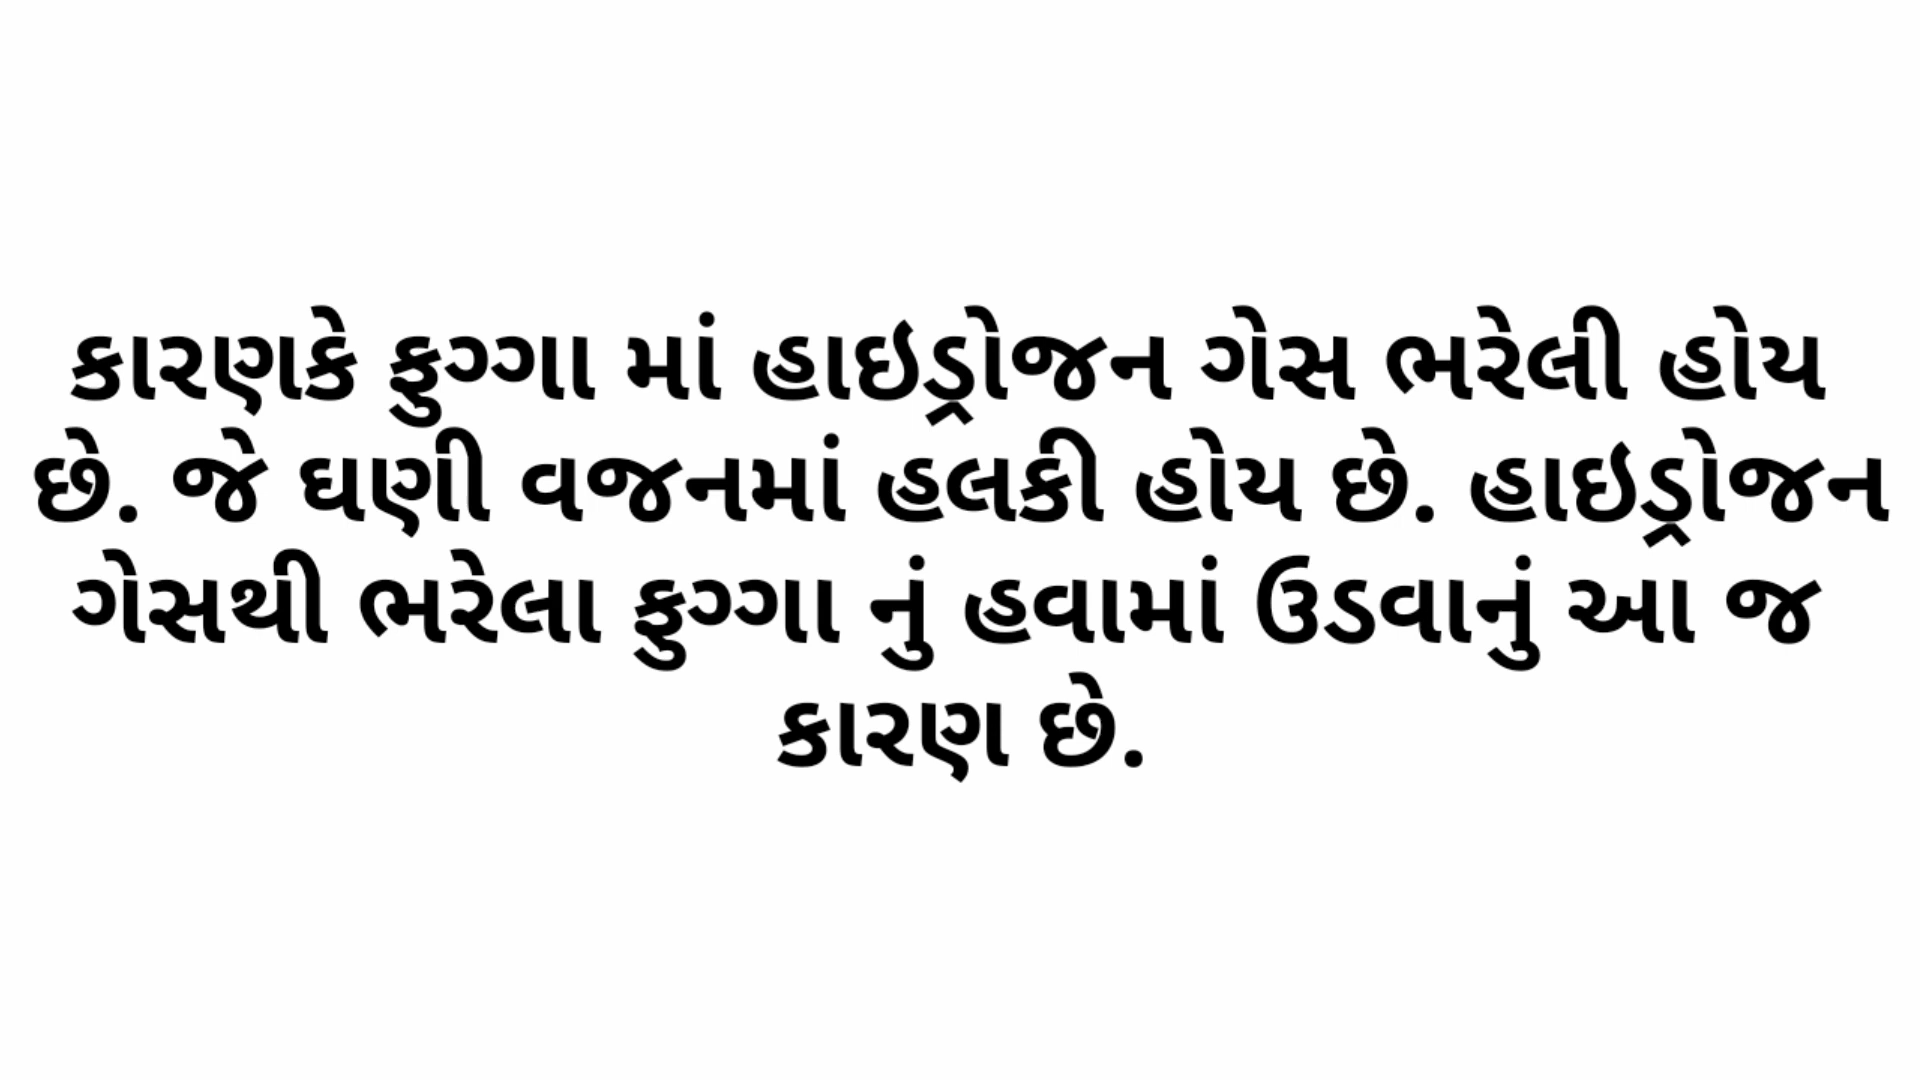 કારણકે ફુગ્ગા માં હાઇડ્રોજન ગેસ ભરેલી હોય
છે. જે ઘણી વજનમાં હલકી હોય છે. હાઇડ્રોજન
ગેસથી ભરેલા ફુગ્ગા નું હવામાં ઉડવાનું આ જ
કારણ છે.